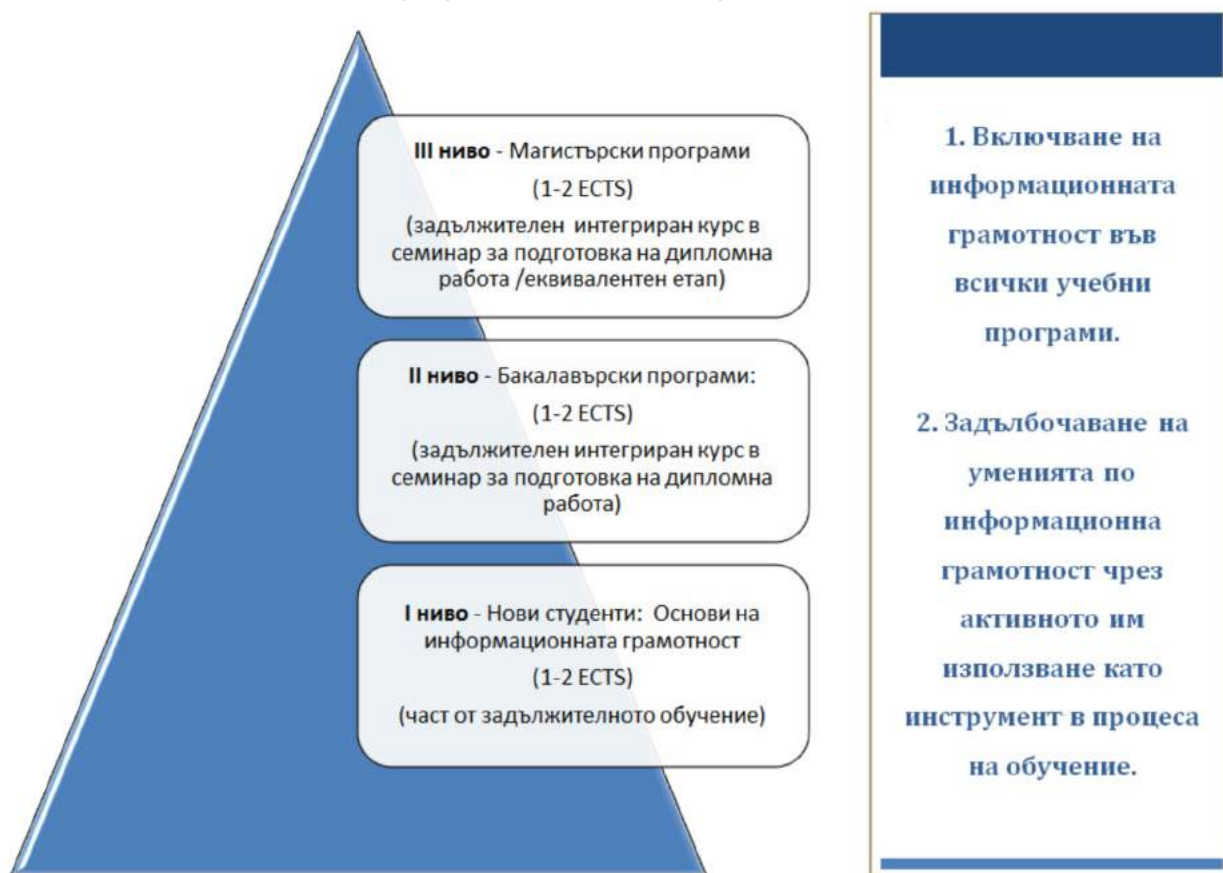 III ниво - Магистърски програми
(1-2 ECTS)
(задължителен интегриран курс в
семинар за подготовка на дипломна
работа /еквивалентен етап)
II ниво - Бакалавърски програми:
(1-2 ECTS)
(задължителен интегриран курс в
семинар за подготовка на дипломна
работа)
I ниво - Нови студенти: Основи на
информационната грамотност
(1-2 ECTS)
(част от задължителното обучение)
1. Включване на
информационната
грамотност във
всички учебни
програми.
2. Задълбочаване на
уменията по
информационна
грамотност чрез
активното им
използване като
инструмент в процеса
на обучение.